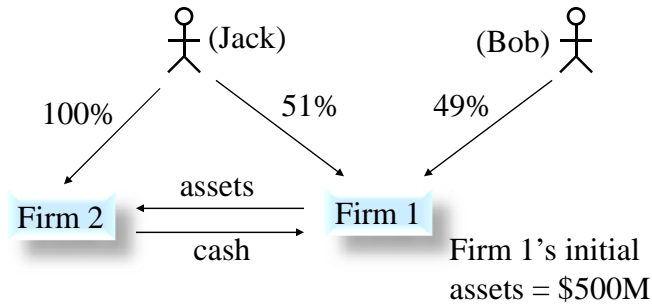 (Jack)
(Bob)
100%
51%
49%
assets
Firm 2
Firm 1
cash
Firm 1's initial
assets = $500M